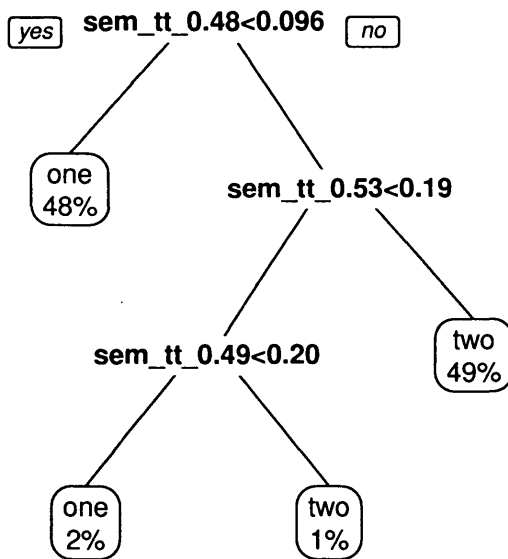 yes sem_tt_0.48<0.096 no
one
48%
sem_tt_0.53<0.19
sem_tt_0.49<0.20
two
49%
one
2%
two
1%